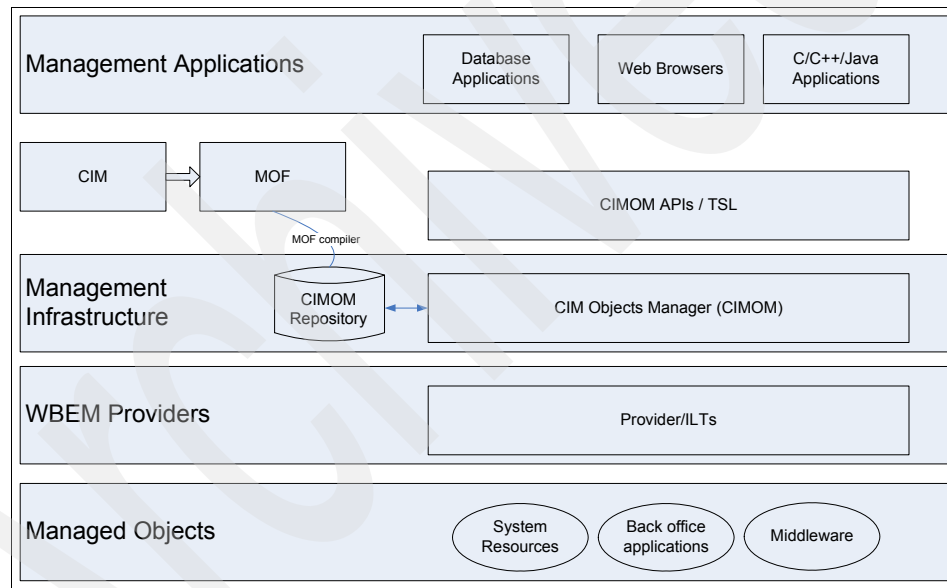 Management Applications
Database
Applications
Web Browsers
C/C++/Java
Applications
CIM
MOF
CIMOM APIs / TSL
MOF compiler
Management
Infrastructure
CIMOM
Repository
CIM Objects Manager (CIMOM)
WBEM Providers
Provider/ILTs
Managed Objects
System
Resources
Back office
applications
Middleware